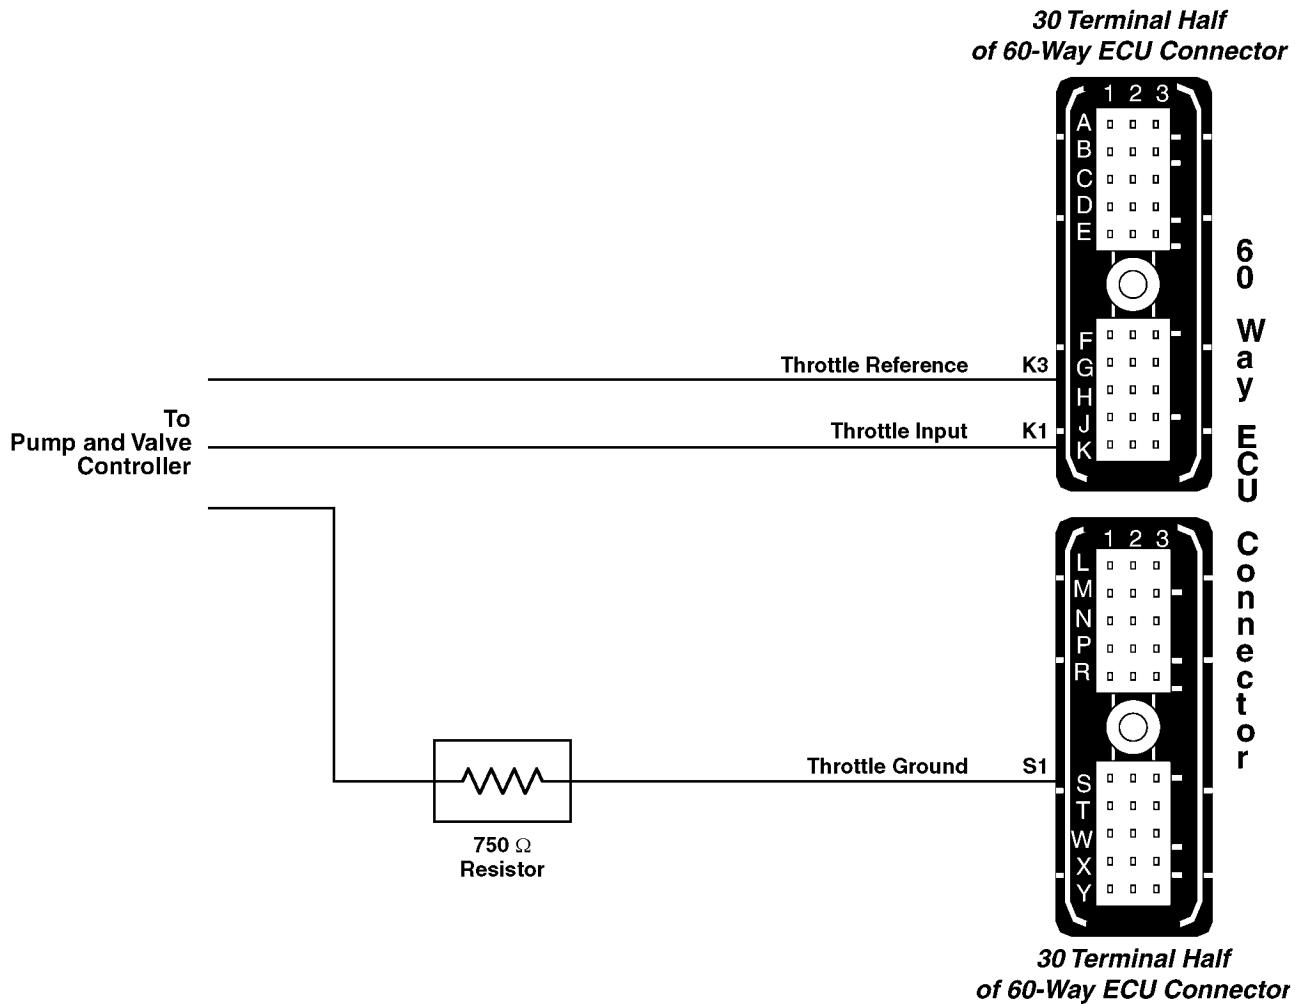 30 Terminal Half
of 60-Way ECU Connector
1 2 3
A
B
C
D
E
F
G
H
J
K
Throttle Reference K3
To
Pump and Valve
Controller
Throttle Input K1
60 Way ECU Connector
1 2 3
L
M
N
P
R
S
T
W
X
Y
Throttle Ground S1
750 Ω
Resistor
30 Terminal Half
of 60-Way ECU Connector